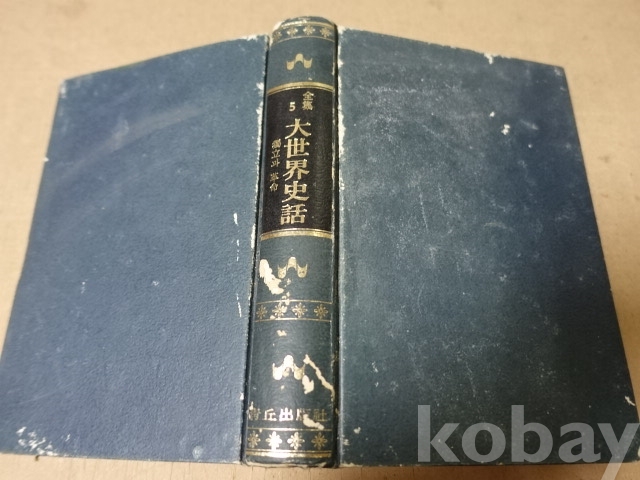 全集
5
大世界史話
獨立과 革命
丘出版社
kobay